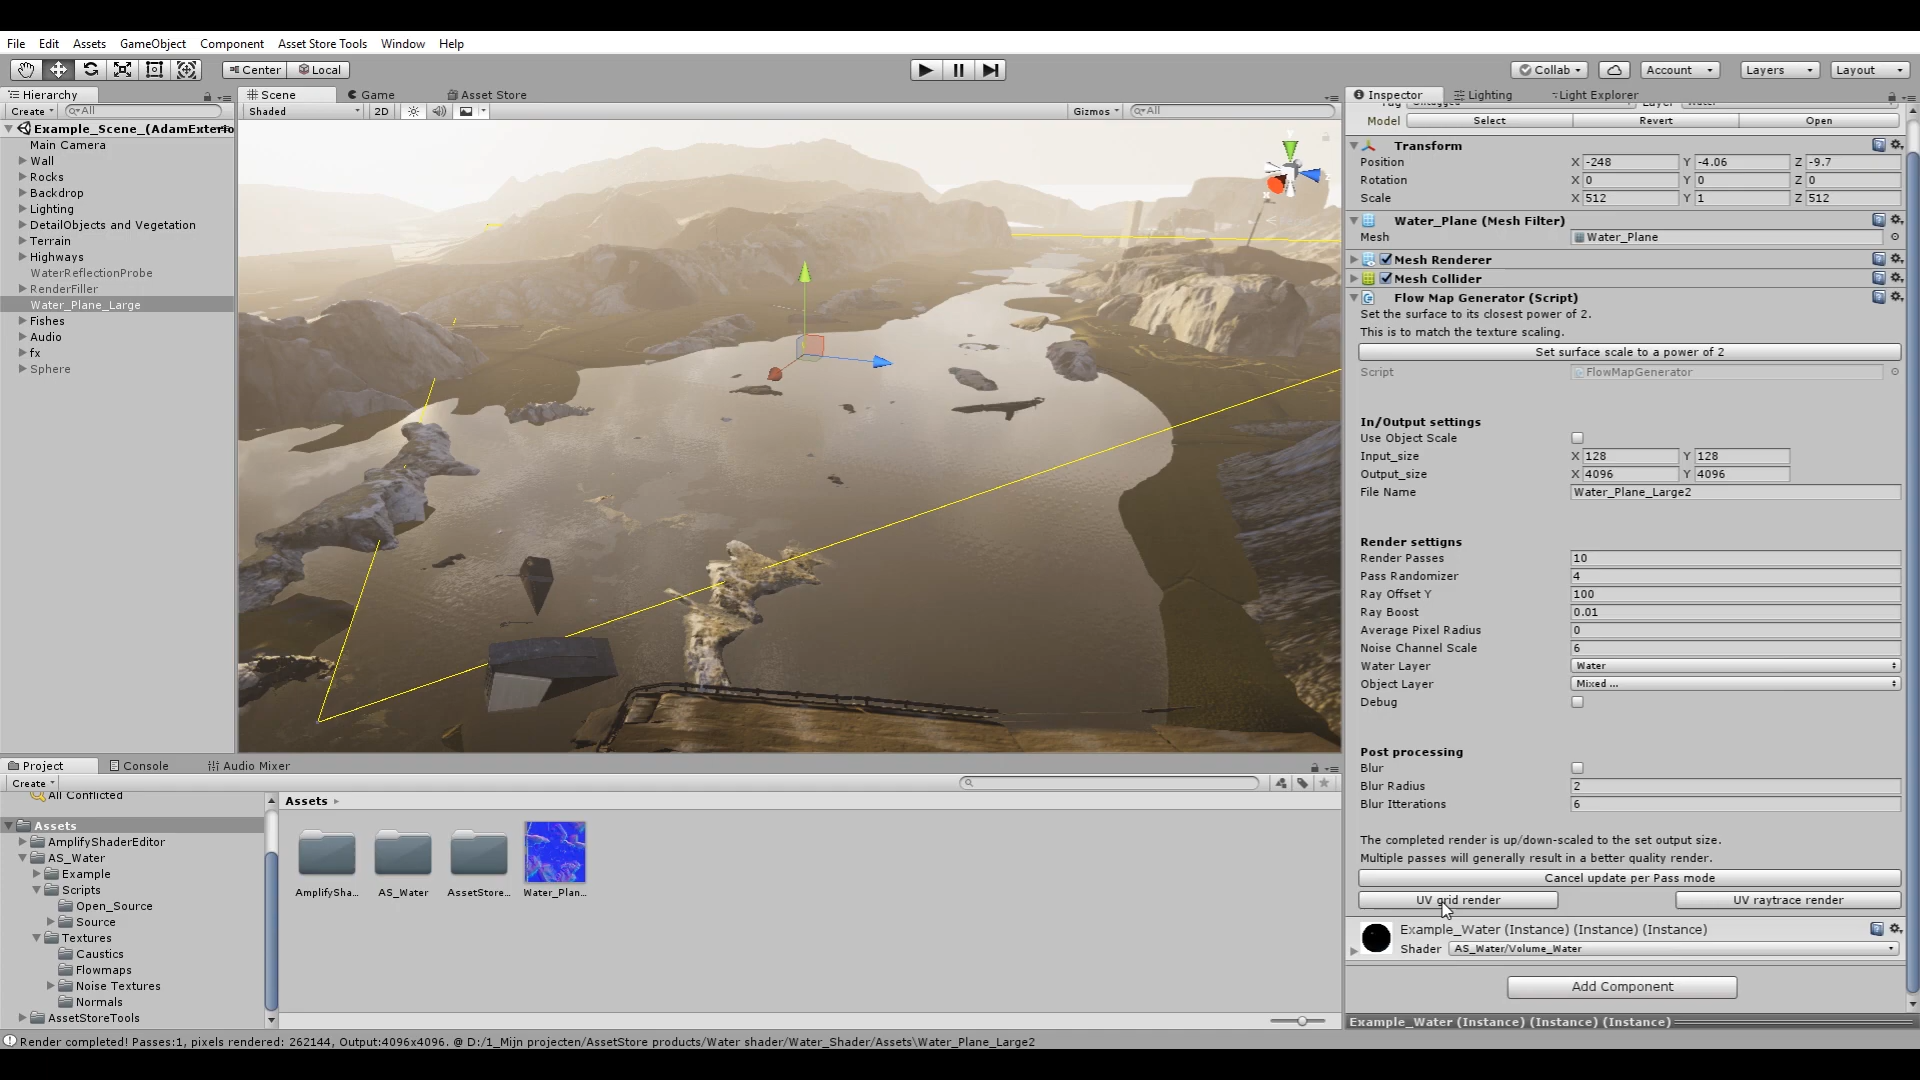 File Edit Assets GameObject Component Asset Store Tools Window Help
Center Local
Collab Account Layers Layout
Hierarchy
Create All
Example_Scene_(AdamExterio
Main Camera
Wall
Rocks
Backdrop
Lighting
DetailObjects and Vegetation
Terrain
Highways
WaterReflectionProbe
RenderFiller
Water_Plane_Large
Fishes
Audio
fx
Sphere
Scene Game Asset Store
Shaded 2D Gizmos All
Inspector Lighting Light Explorer
Model Select Revert Open
Transform
Position X -248 Y -4.06 Z -9.7
Rotation X 0 Y 0 Z 0
Scale X 512 Y 1 Z 512
Water_Plane (Mesh Filter)
Mesh Water_Plane
Mesh Renderer
Mesh Collider
Flow Map Generator (Script)
Set the surface to its closest power of 2.
This is to match the texture scaling.
Set surface scale to a power of 2
Script FlowMapGenerator
In/Output settings
Use Object Scale
Input_size X 128 Y 128
Output_size X 4096 Y 4096
File Name Water_Plane_Large2
Render settigns
Render Passes 10
Pass Randomizer 4
Ray Offset Y 100
Ray Boost 0.01
Average Pixel Radius 0
Noise Channel Scale 6
Water Layer Water
Object Layer Mixed ...
Debug
Post processing
Blur
Blur Radius 2
Blur Itterations 6
The completed render is up/down-scaled to the set output size.
Multiple passes will generally result in a better quality render.
Cancel update per Pass mode
UV grid render UV raytrace render
Example_Water (Instance) (Instance) (Instance)
Shader AS_Water/Volume_Water
Add Component
Example_Water (Instance) (Instance) (Instance)
Project Console Audio Mixer
Create
All Conflicted
Assets
AmplifyShaderEditor
AS_Water
Example
Scripts
Open_Source
Source
Textures
Caustics
Flowmaps
Noise Textures
Normals
AssetStoreTools
Assets
AmplifySha... AS_Water AssetStore... Water_Plan...
Render completed! Passes:1, pixels rendered: 262144, Output:4096x4096. @ D:/1_Mijn projecten/AssetStore products/Water shader/Water_Shader/Assets\Water_Plane_Large2